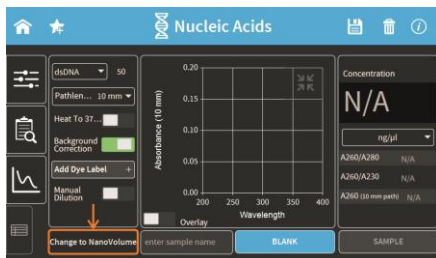 Nucleic Acids
dsDNA 50
Pathlen... 10 mm
Heat To 37...
Background
Correction
Add Dye Label +
Manual
Dilution
Change to NanoVolume
Absorbance (10 mm)
0.20
0.15
0.10
0.05
0.00
200 250 300 350 400
Wavelength
Overlay
enter sample name
BLANK
Concentration
N/A
ng/µl
A260/A280 N/A
A260/A230 N/A
A260 (10 mm path) N/A
SAMPLE